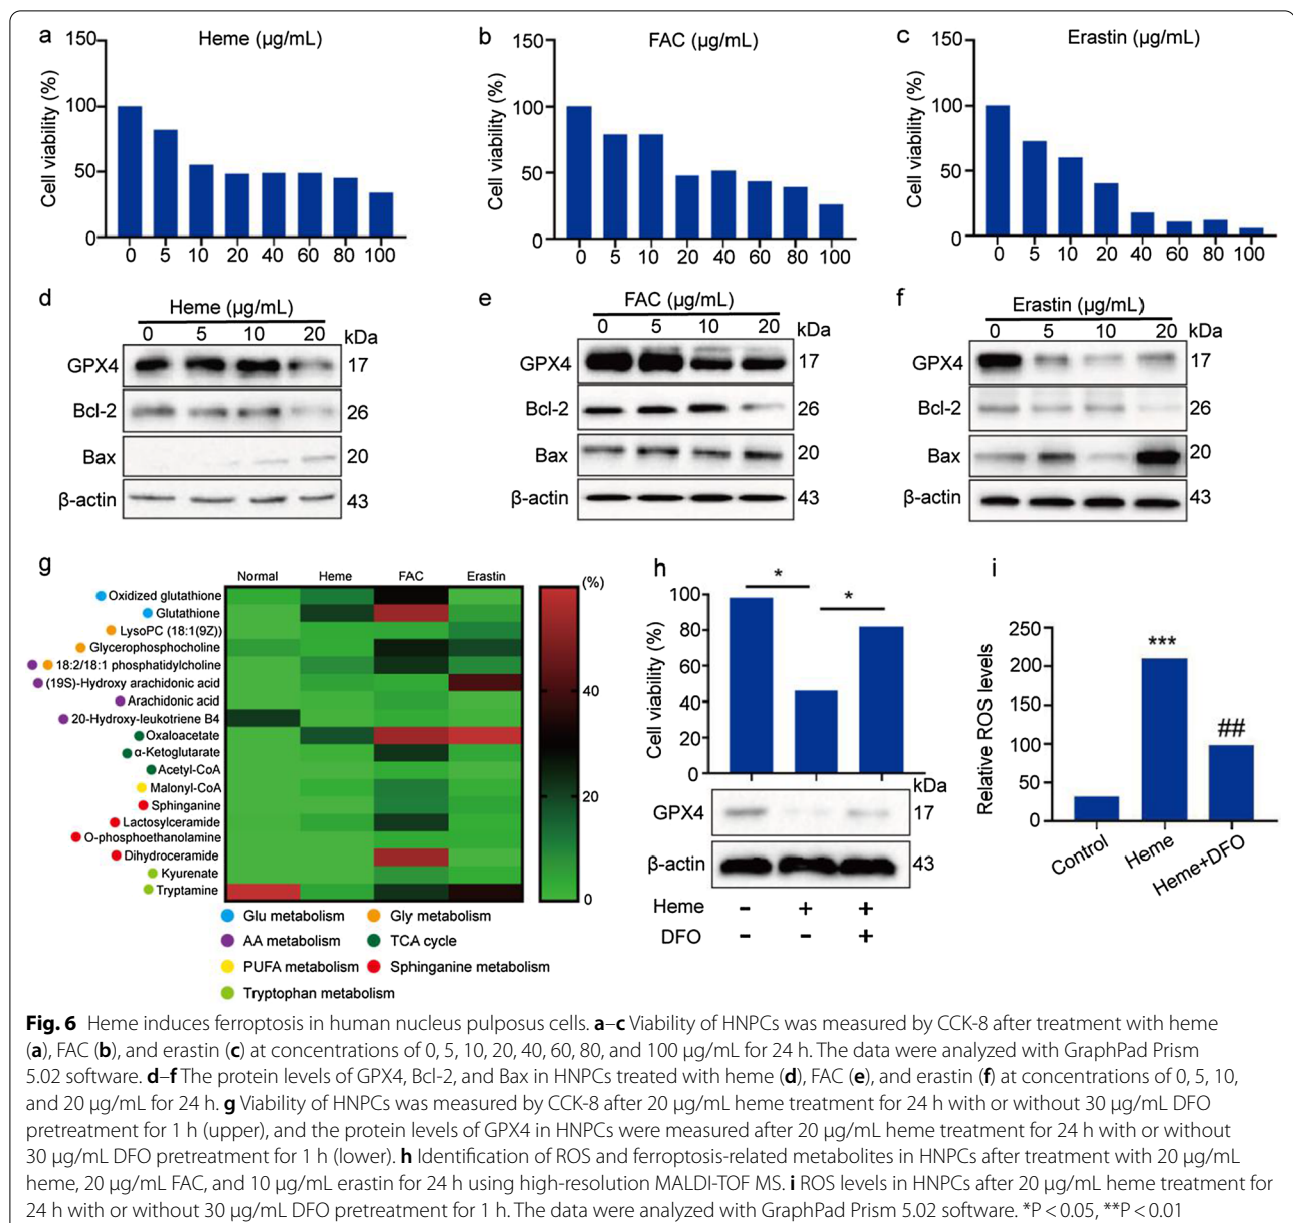 a
Heme (µg/mL)
150
100
50
0
Cell viability (%)
0 5 10 20 40 60 80 100
b
FAC (µg/mL)
150
100
50
0
Cell viability (%)
0 5 10 20 40 60 80 100
c
Erastin (µg/mL)
150
100
50
0
Cell viability (%)
0 5 10 20 40 60 80 100
d
Heme (µg/mL)
0 5 10 20 kDa
GPX4 17
Bcl-2 26
Bax 20
β-actin 43
e
FAC (µg/mL)
0 5 10 20 kDa
GPX4 17
Bcl-2 26
Bax 20
β-actin 43
f
Erastin (µg/mL)
0 5 10 20 kDa
GPX4 17
Bcl-2 26
Bax 20
β-actin 43
g
Normal Heme FAC Erastin (%)
Oxidized glutathione
Glutathione
LysoPC (18:1(9Z))
Glycerophosphocholine
18:2/18:1 phosphatidylcholine
(19S)-Hydroxy arachidonic acid
Arachidonic acid
20-Hydroxy-leukotriene B4
Oxaloacetate
α-Ketoglutarate
Acetyl-CoA
Malonyl-CoA
Sphinganine
Lactosylceramide
O-phosphoethanolamine
Dihydroceramide
Kyurenate
Tryptamine
40
20
0
Glu metabolism Gly metabolism
AA metabolism TCA cycle
PUFA metabolism Sphinganine metabolism
Tryptophan metabolism
h
* *
100
80
60
40
20
0
Cell viability (%)
kDa
GPX4 17
β-actin 43
Heme - + +
DFO - - +
i
250
200
150
100
50
0
Relative ROS levels
***
##
Control Heme Heme+DFO
Fig. 6 Heme induces ferroptosis in human nucleus pulposus cells. a–c Viability of HNPCs was measured by CCK-8 after treatment with heme
(a), FAC (b), and erastin (c) at concentrations of 0, 5, 10, 20, 40, 60, 80, and 100 µg/mL for 24 h. The data were analyzed with GraphPad Prism
5.02 software. d–f The protein levels of GPX4, Bcl-2, and Bax in HNPCs treated with heme (d), FAC (e), and erastin (f) at concentrations of 0, 5, 10,
and 20 µg/mL for 24 h. g Viability of HNPCs was measured by CCK-8 after 20 µg/mL heme treatment for 24 h with or without 30 µg/mL DFO
pretreatment for 1 h (upper), and the protein levels of GPX4 in HNPCs were measured after 20 µg/mL heme treatment for 24 h with or without
30 µg/mL DFO pretreatment for 1 h (lower). h Identification of ROS and ferroptosis-related metabolites in HNPCs after treatment with 20 µg/mL
heme, 20 µg/mL FAC, and 10 µg/mL erastin for 24 h using high-resolution MALDI-TOF MS. i ROS levels in HNPCs after 20 µg/mL heme treatment for
24 h with or without 30 µg/mL DFO pretreatment for 1 h. The data were analyzed with GraphPad Prism 5.02 software. *P < 0.05, **P < 0.01